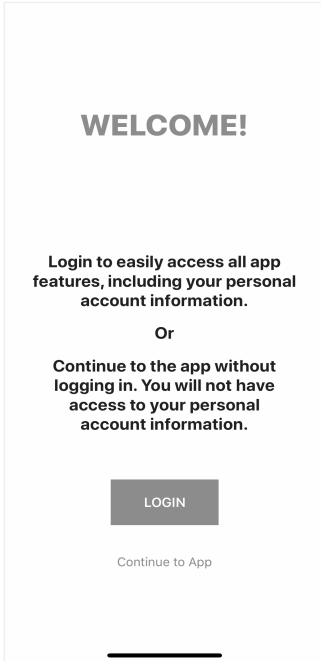 WELCOME!
Login to easily access all app
features, including your personal
account information.
Or
Continue to the app without
logging in. You will not have
access to your personal
account information.
LOGIN
Continue to App